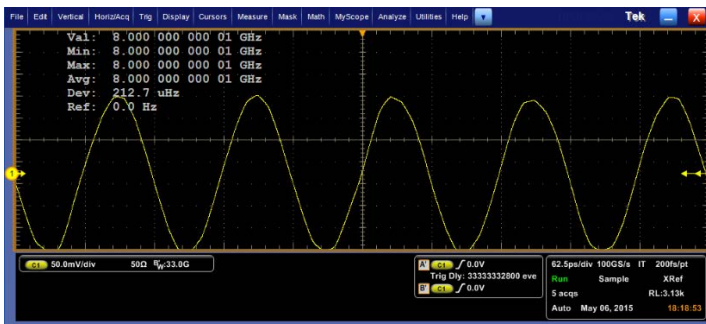 File Edit Vertical Horiz/Acq Trig Display Cursors Measure Mask Math MyScope Analyze Utilities Help Tek X
Val: 8.000 000 000 01 GHz
Min: 8.000 000 000 01 GHz
Max: 8.000 000 000 01 GHz
Avg: 8.000 000 000 01 GHz
Dev: 212.7 uHz
Ref: 0.0 Hz
1
C1 50.0mV/div 50Ω BW:33.0G
A' C1 0.0V
Trig Dly: 33333332800 eve
B' C1 0.0V
62.5ps/div 100GS/s IT 200fs/pt
Run Sample XRef
5 acqs RL:3.13k
Auto May 06, 2015 18:16:53